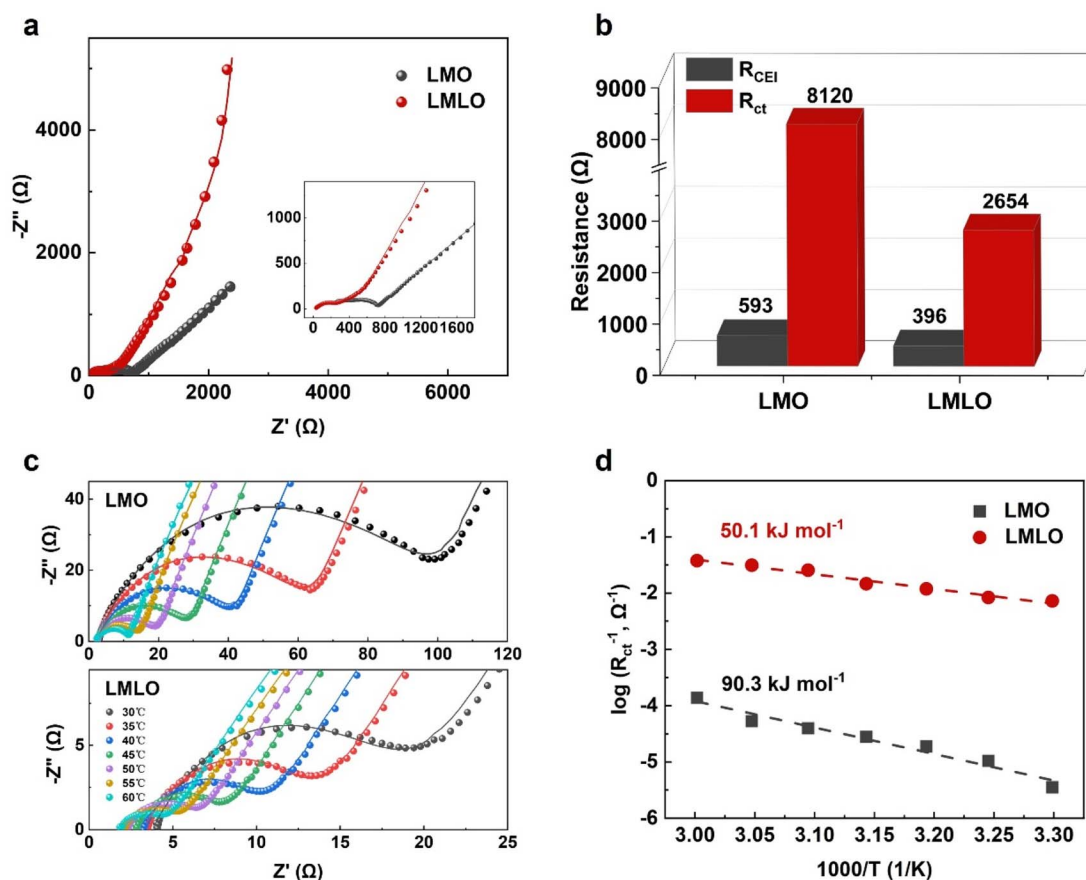 a
LMO
LMLO
-Z'' (Ω)
4000
2000
0
0
2000
4000
6000
Z' (Ω)
1000
500
0
0
400
800
1200
1600
b
R_CEI
R_ct
Resistance (Ω)
9000
8000
3000
2000
1000
0
593
8120
396
2654
LMO
LMLO
c
LMO
-Z'' (Ω)
40
20
0
0
20
40
60
80
100
120
LMLO
30℃
35℃
40℃
45℃
50℃
55℃
60℃
-Z'' (Ω)
5
0
0
5
10
15
20
25
Z' (Ω)
d
LMO
LMLO
50.1 kJ mol⁻¹
90.3 kJ mol⁻¹
log (R_ct⁻¹, Ω⁻¹)
-0
-1
-2
-3
-4
-5
-6
3.00
3.05
3.10
3.15
3.20
3.25
3.30
1000/T (1/K)